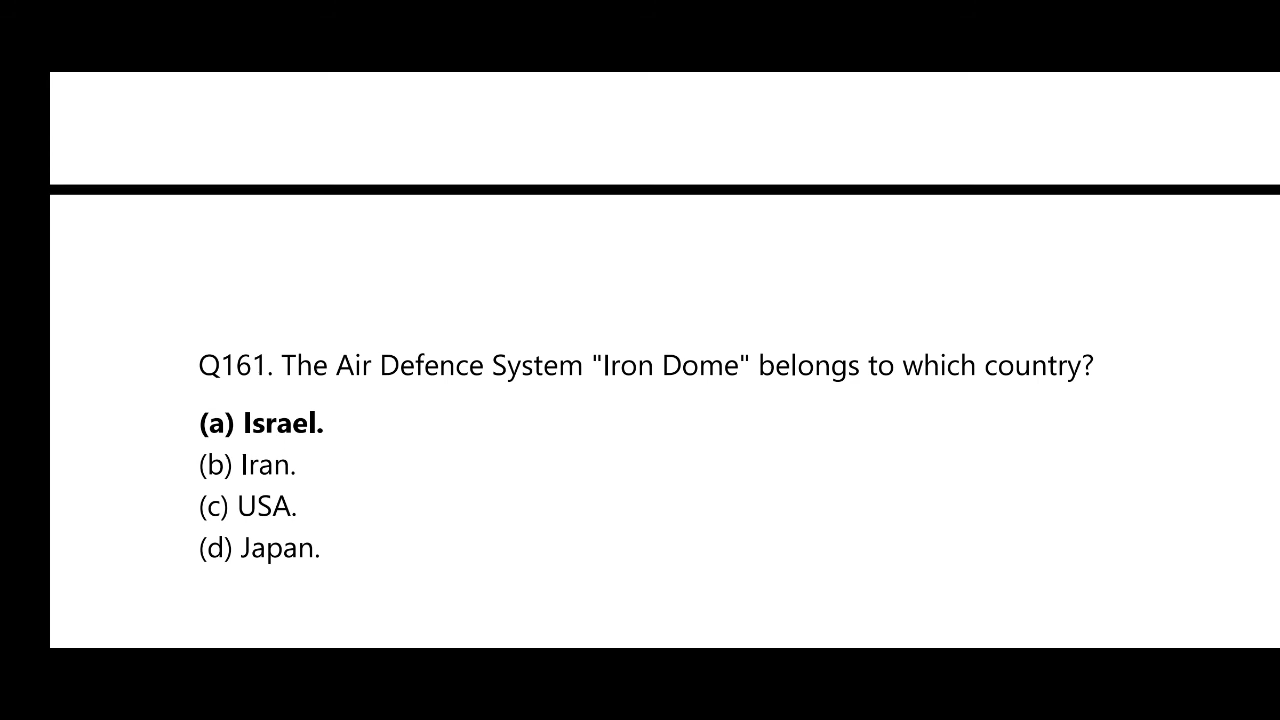 Q161. The Air Defence System "Iron Dome" belongs to which country?
(a) Israel.
(b) Iran.
(c) USA.
(d) Japan.